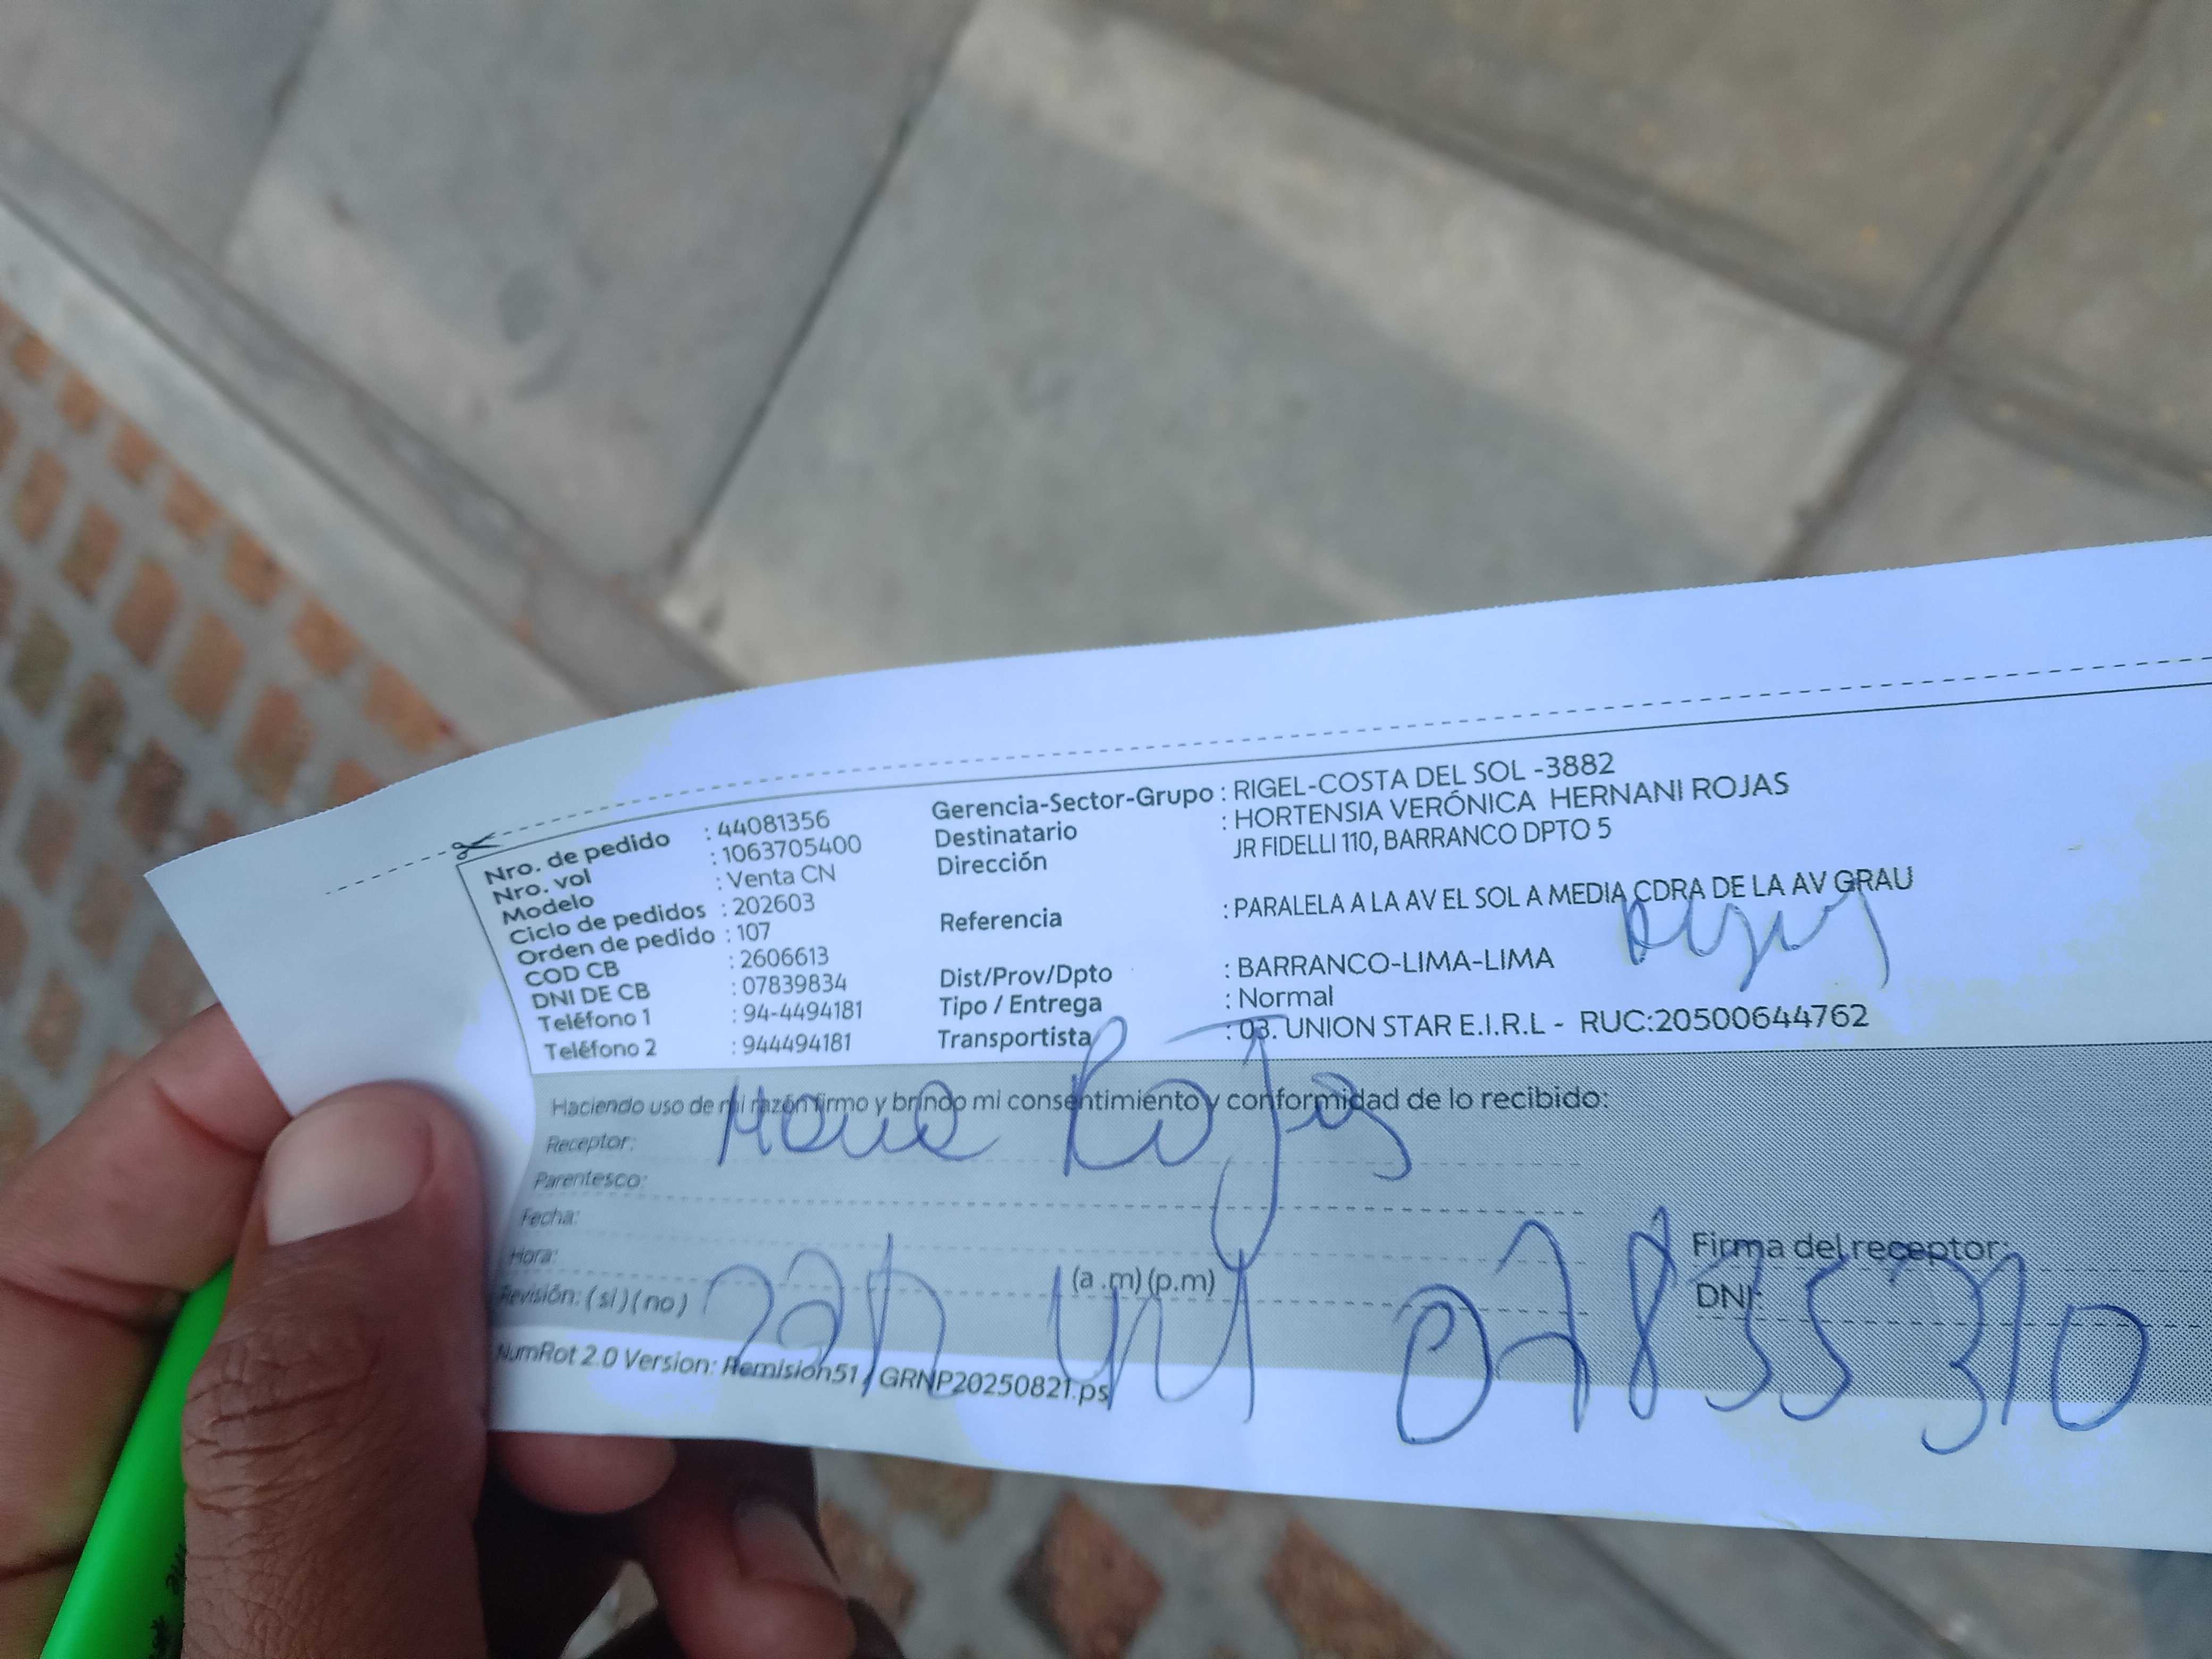 Nro. de pedido : 44081356
Nro. vol : 1063705400
Modelo : Venta CN
Ciclo de pedidos : 202603
Orden de pedido : 107
COD CB : 2606613
DNI DE CB : 07839834
Teléfono 1 : 94-4494181
Teléfono 2 : 944494181
Gerencia-Sector-Grupo : RIGEL-COSTA DEL SOL -3882
Destinatario : HORTENSIA VERÓNICA HERNANI ROJAS
Dirección JR FIDELLI 110, BARRANCO DPTO 5
Referencia : PARALELA A LA AV EL SOL A MEDIA CDRA DE LA AV GRAU
Dist/Prov/Dpto : BARRANCO-LIMA-LIMA
Tipo / Entrega : Normal
Transportista : 03. UNION STAR E.I.R.L - RUC:20500644762
Haciendo uso de mi razón firmo y brindo mi consentimiento y conformidad de lo recibido:
Receptor: Rojas
Parentesco:
Fecha:
Hora: (a .m) (p.m)
Revisión: ( si ) ( no )
Firma del receptor:
DNI: 07835310
NumRot 2.0 Version: Remision51 / GRNP20250821.ps